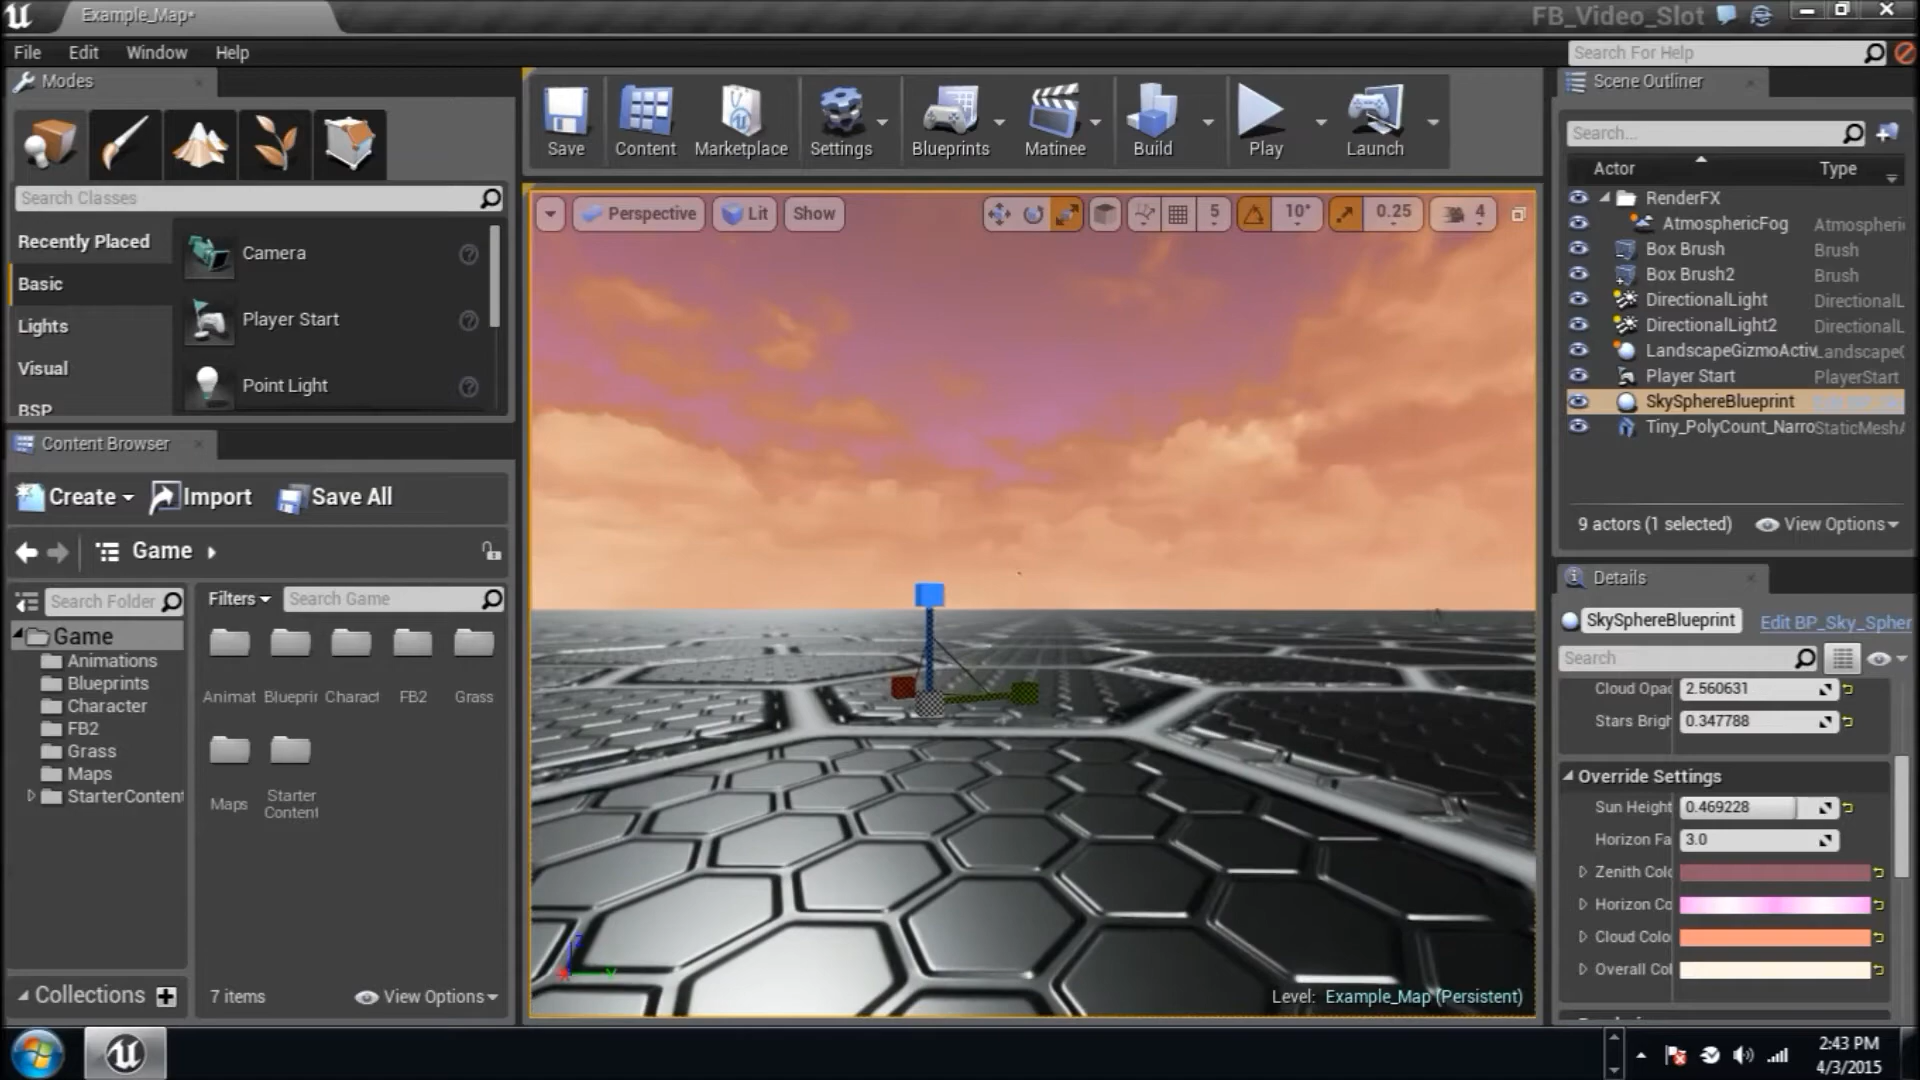 Example_Map*
FB_Video_Slot
File Edit Window Help
Search For Help
Modes
Save
Content
Marketplace
Settings
Blueprints
Matinee
Build
Play
Launch
Search Classes
Recently Placed
Basic
Lights
Visual
BSP
Camera
Player Start
Point Light
Perspective
Lit
Show
5
10°
0.25
4
Scene Outliner
Search...
Actor Type
RenderFX
AtmosphericFog Atmospheric
Box Brush Brush
Box Brush2 Brush
DirectionalLight DirectionalL
DirectionalLight2 DirectionalL
LandscapeGizmoActiv
Player Start PlayerStart
SkySphereBlueprint
Tiny_PolyCount_Narro StaticMeshA
9 actors (1 selected) View Options
Content Browser
Create Import Save All
Game
Search Folder
Filters
Search Game
Game
Animations
Blueprints
Character
FB2
Grass
Maps
StarterContent
Animat
Blueprir
Charact
FB2
Grass
Maps
Starter
Content
Collections
7 items
View Options
Level: Example_Map (Persistent)
Details
SkySphereBlueprint Edit BP_Sky_Spher
Search
Cloud Opac 2.560631
Stars Brigh 0.347788
Override Settings
Sun Height 0.469228
Horizon Fa 3.0
Zenith Colo
Horizon Co
Cloud Colo
Overall Col
2:43 PM
4/3/2015